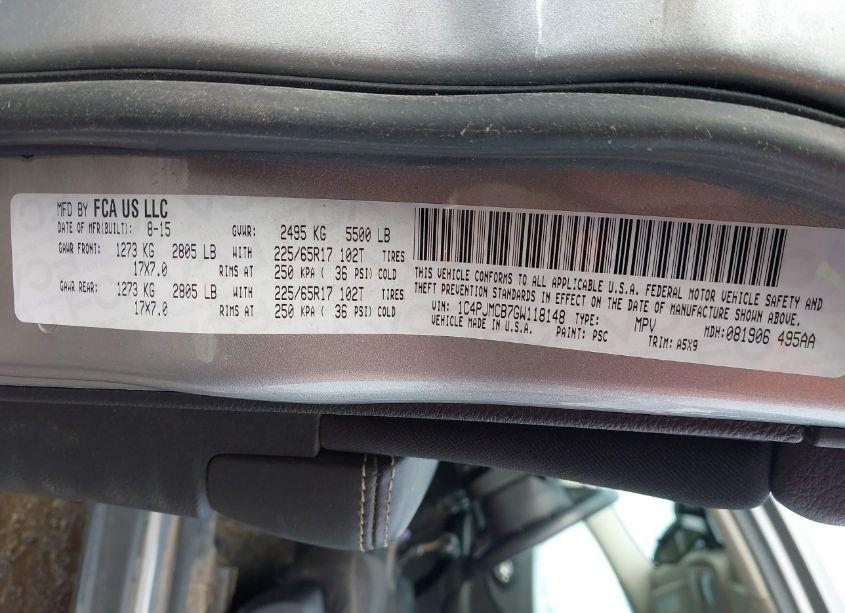 MFD BY FCA US LLC
DATE OF MFR(BUILT): 8-15 GVWR: 2495 KG 5500 LB
GAWR FRONT: 1273 KG 2805 LB WITH 225/65R17 102T TIRES
17X7.0 RIMS AT 250 KPA ( 36 PSI) COLD
GAWR REAR: 1273 KG 2805 LB WITH 225/65R17 102T TIRES
17X7.0 RIMS AT 250 KPA ( 36 PSI) COLD
THIS VEHICLE CONFORMS TO ALL APPLICABLE U.S.A. FEDERAL MOTOR VEHICLE SAFETY AND
THEFT PREVENTION STANDARDS IN EFFECT ON THE DATE OF MANUFACTURE SHOWN ABOVE.
VIN: 1C4PJMCB7GW118148 TYPE: MPV MDH:081906 495AA
VEHICLE MADE IN U.S.A. PAINT: PSC TRIM: A5X9